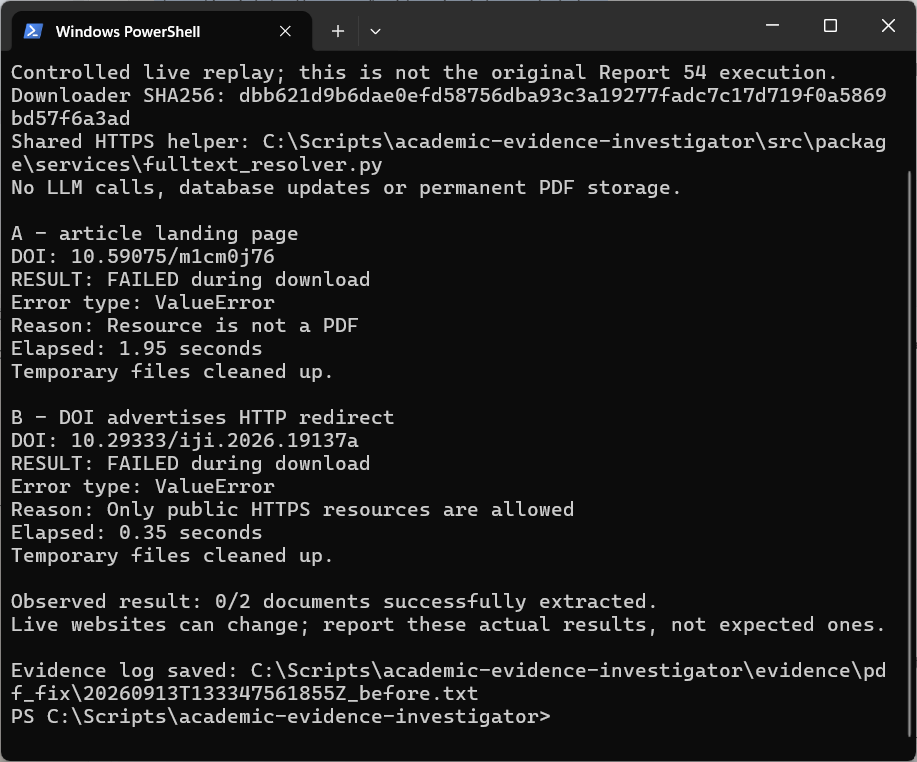 Windows PowerShell
Controlled live replay; this is not the original Report 54 execution.
Downloader SHA256: dbb621d9b6dae0efd58756dba93c3a19277fadc7c17d719f0a5869
bd57f6a3ad
Shared HTTPS helper: C:\Scripts\academic-evidence-investigator\src\packag
e\services\fulltext_resolver.py
No LLM calls, database updates or permanent PDF storage.

A - article landing page
DOI: 10.59075/m1cm0j76
RESULT: FAILED during download
Error type: ValueError
Reason: Resource is not a PDF
Elapsed: 1.95 seconds
Temporary files cleaned up.

B - DOI advertises HTTP redirect
DOI: 10.29333/iji.2026.19137a
RESULT: FAILED during download
Error type: ValueError
Reason: Only public HTTPS resources are allowed
Elapsed: 0.35 seconds
Temporary files cleaned up.

Observed result: 0/2 documents successfully extracted.
Live websites can change; report these actual results, not expected ones.

Evidence log saved: C:\Scripts\academic-evidence-investigator\evidence\pd
f_fix\20260913T133347561855Z_before.txt
PS C:\Scripts\academic-evidence-investigator>